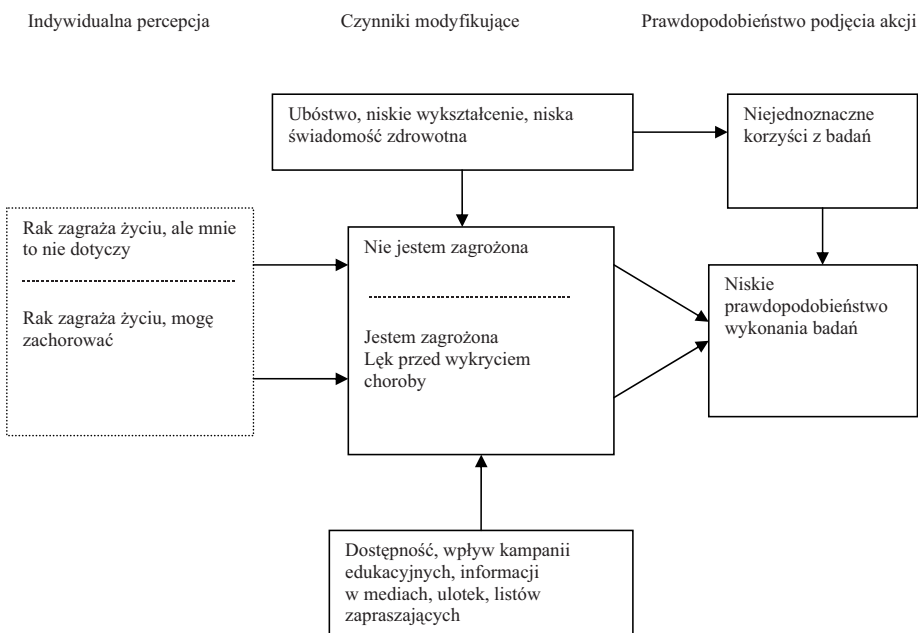 Indywidualna percepcja
Czynniki modyfikujące
Prawdopodobieństwo podjęcia akcji
Ubóstwo, niskie wykształcenie, niska
świadomość zdrowotna
Niejednoznaczne
korzyści z badań
Rak zagraża życiu, ale mnie
to nie dotyczy
Rak zagraża życiu, mogę
zachorować
Nie jestem zagrożona
Jestem zagrożona
Lęk przed wykryciem
choroby
Niskie
prawdopodobieństwo
wykonania badań
Dostępność, wpływ kampanii
edukacyjnych, informacji
w mediach, ulotek, listów
zapraszających